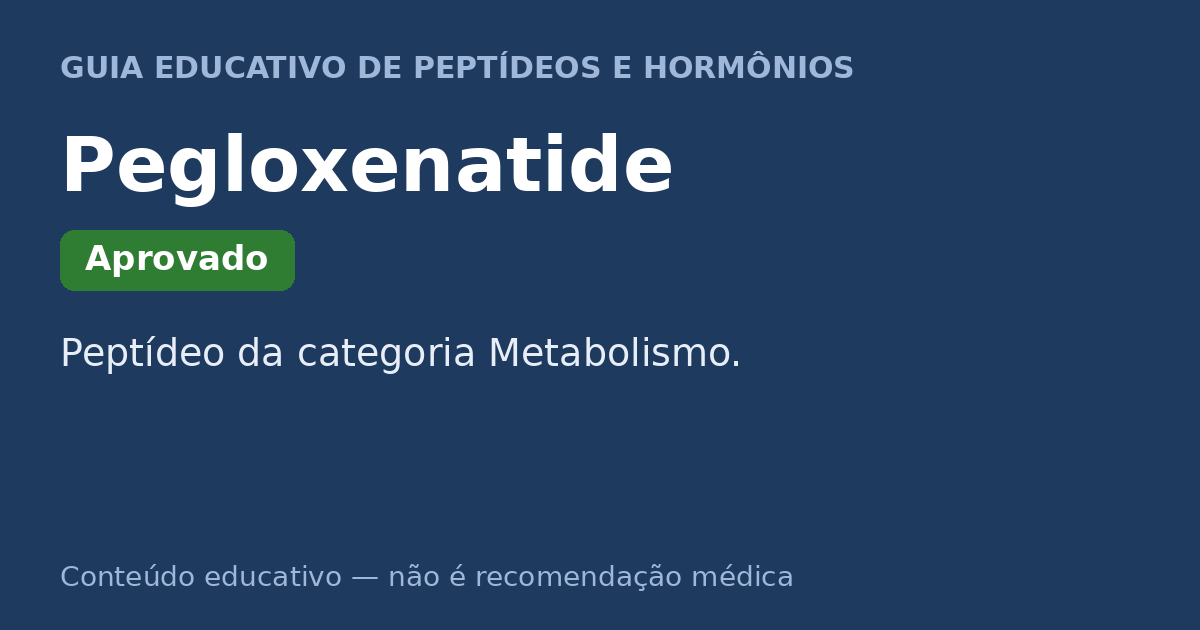 GUIA EDUCATIVO DE PEPTÍDEOS E HORMÔNIOS
Pegloxenatide
Aprovado
Peptídeo da categoria Metabolismo.
Conteúdo educativo — não é recomendação médica